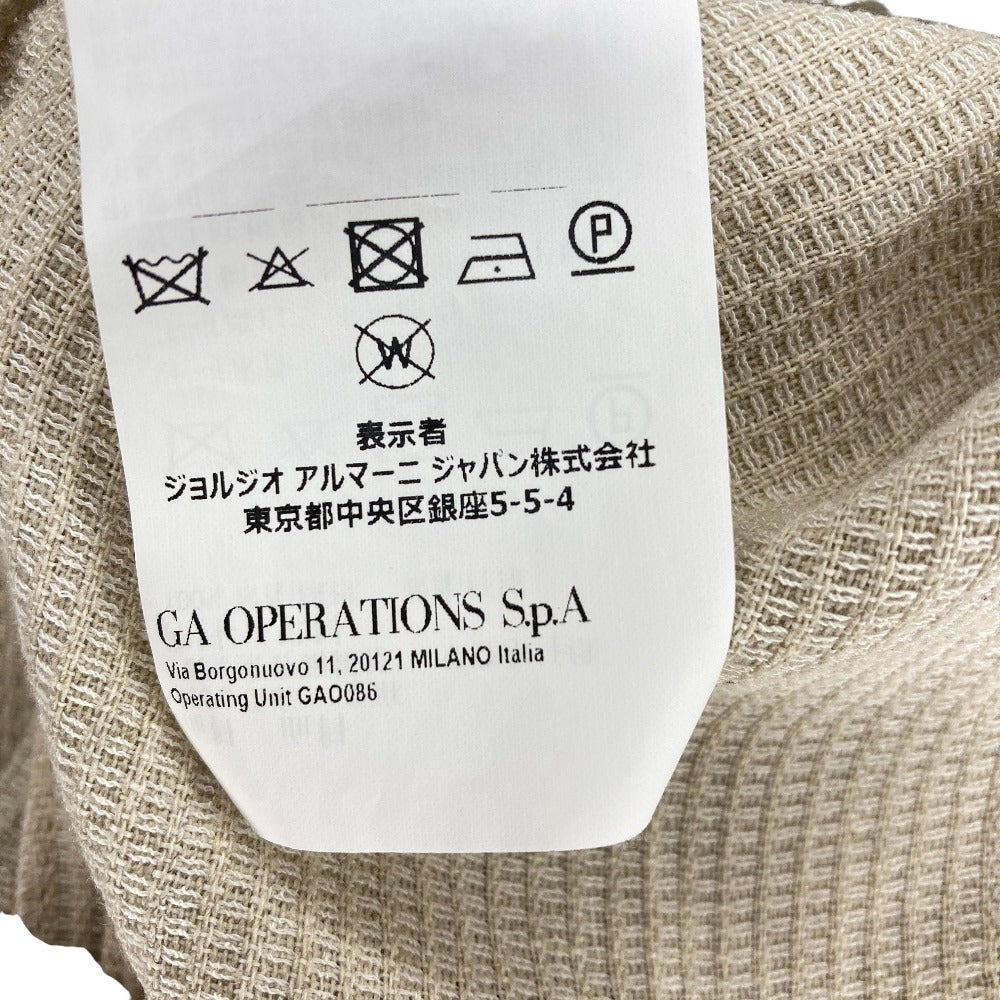 P
W
表示者
ジョルジオ アルマーニ ジャパン株式会社
東京都中央区銀座5-5-4
GA OPERATIONS S.p.A
Via Borgonuovo 11, 20121 MILANO Italia
Operating Unit GAO086